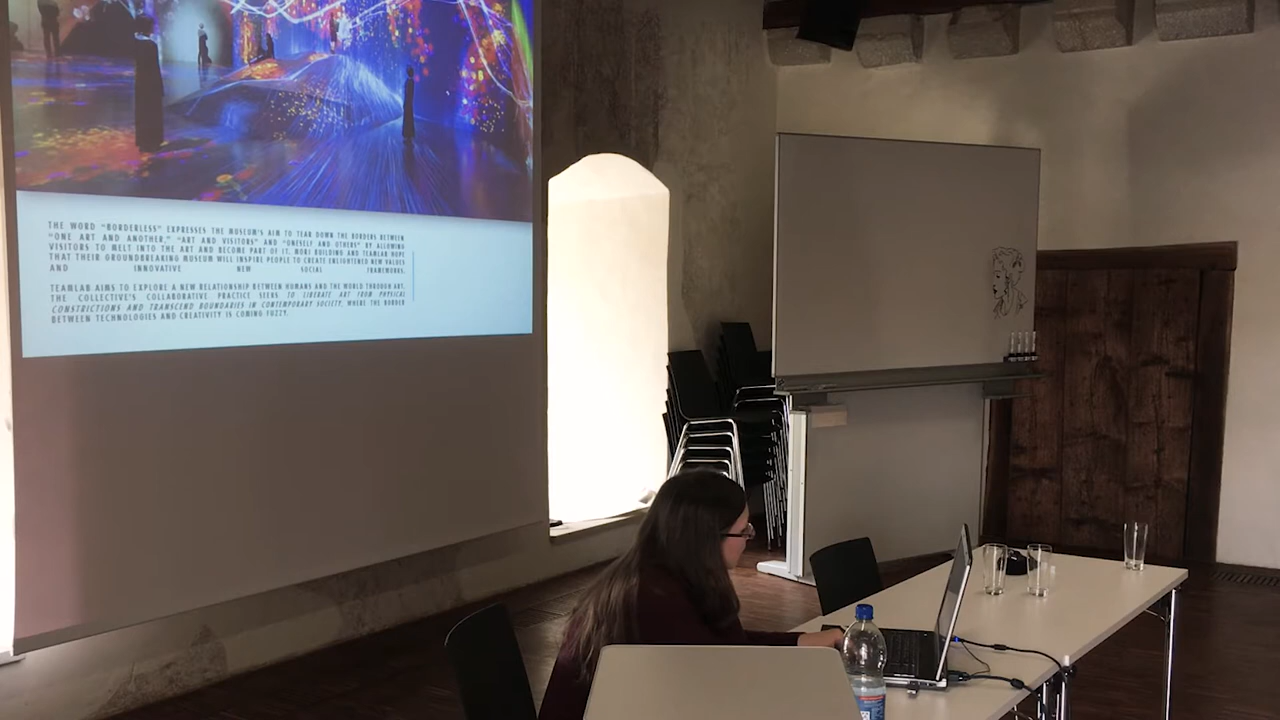 THE WORD "BORDERLESS" EXPRESSES THE MUSEUM'S AIM TO TEAR DOWN THE BORDERS BETWEEN
"ONE ART AND ANOTHER," "ART AND VISITORS" AND "ONESELF AND OTHERS" BY ALLOWING
VISITORS TO MELT INTO THE ART AND BECOME PART OF IT. MORI BUILDING AND TEAMLAB HOPE
THAT THEIR GROUNDBREAKING MUSEUM WILL INSPIRE PEOPLE TO CREATE ENLIGHTENED NEW VALUES
AND INNOVATIVE NEW SOCIAL FRAMEWORKS.
TEAMLAB AIMS TO EXPLORE A NEW RELATIONSHIP BETWEEN HUMANS AND THE WORLD THROUGH ART.
THE COLLECTIVE'S COLLABORATIVE PRACTICE SEEKS TO LIBERATE ART FROM PHYSICAL
CONSTRICTIONS AND TRANSCEND BOUNDARIES IN CONTEMPORARY SOCIETY, WHERE THE BORDER
BETWEEN TECHNOLOGIES AND CREATIVITY IS COMING FUZZY.